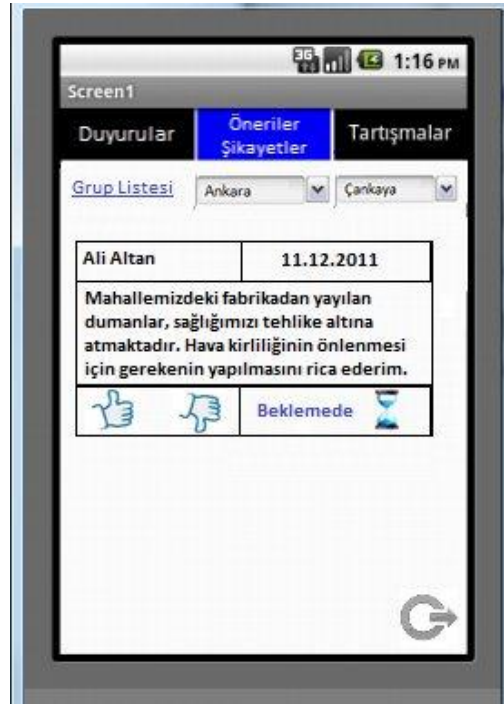 3G 1:16 PM
Screen1
Duyurular Öneriler Şikayetler Tartışmalar
Grup Listesi Ankara Çankaya
Ali Altan 11.12.2011
Mahallemizdeki fabrikadan yayılan
dumanlar, sağlığımızı tehlike altına
atmaktadır. Hava kirliliğinin önlenmesi
için gerekenin yapılmasını rica ederim.
Beklemede